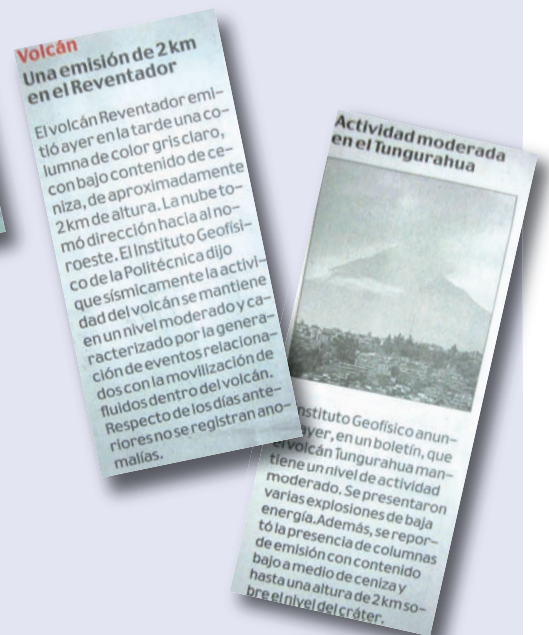 Volcán
Una emisión de 2 km
en el Reventador
El volcán Reventador emi-
tió ayer en la tarde una co-
lumna de color gris claro,
con bajo contenido de ce-
niza, de aproximadamente
2 km de altura. La nube to-
mó dirección hacia al no-
roeste. El Instituto Geofísi-
co de la Politécnica dijo
que sísmicamente la activi-
dad del volcán se mantiene
en un nivel moderado y ca-
racterizado por la genera-
ción de eventos relaciona-
dos con la movilización de
fluidos dentro del volcán.
Respecto de los días ante-
riores no se registran ano-
malías.
Actividad moderada
en el Tungurahua
nstituto Geofísico anun-
ayer, en un boletín, que
el volcán Tungurahua man-
tiene un nivel de actividad
moderado. Se presentaron
varias explosiones de baja
energía. Además, se repor-
tó la presencia de columnas
de emisión con contenido
bajo a medio de ceniza y
hasta una altura de 2 km so-
bre el nivel del cráter.